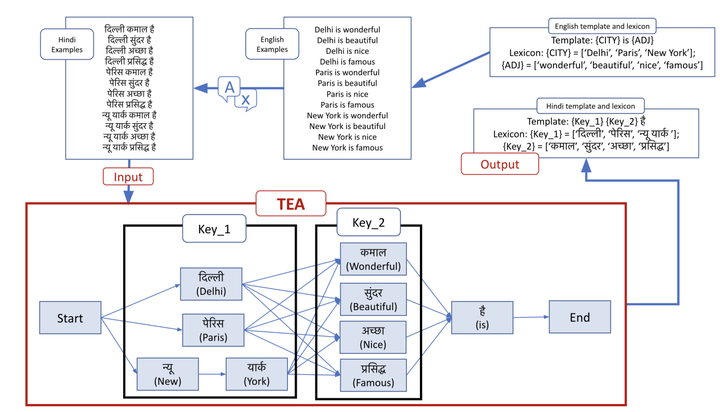 Hindi
Examples
दिल्ली कमाल है
दिल्ली सुंदर है
दिल्ली अच्छा है
दिल्ली प्रसिद्ध है
पेरिस कमाल है
पेरिस सुंदर है
पेरिस अच्छा है
पेरिस प्रसिद्ध है
न्यू यार्क कमाल है
न्यू यार्क सुंदर है
न्यू यार्क अच्छा है
न्यू यार्क प्रसिद्ध है
A
x
English
Examples
Delhi is wonderful
Delhi is beautiful
Delhi is nice
Delhi is famous
Paris is wonderful
Paris is beautiful
Paris is nice
Paris is famous
New York is wonderful
New York is beautiful
New York is nice
New York is famous
English template and lexicon
Template: {CITY} is {ADJ}
Lexicon: {CITY} = [‘Delhi’, ‘Paris’, ‘New York’];
{ADJ} = [‘wonderful’, ‘beautiful’, ‘nice’, ‘famous’]
Hindi template and lexicon
Template: {Key_1} {Key_2} है
Lexicon: {Key_1} = [‘दिल्ली’, ‘पेरिस’, ‘न्यू यार्क ’];
{Key_2} = [‘कमाल’, ‘सुंदर’, ‘अच्छा’, ‘प्रसिद्ध’]
Output
Input
TEA
Key_1
Key_2
Start
दिल्ली
(Delhi)
पेरिस
(Paris)
न्यू
(New)
यार्क
(York)
कमाल
(Wonderful)
सुंदर
(Beautiful)
अच्छा
(Nice)
प्रसिद्ध
(Famous)
है
(is)
End